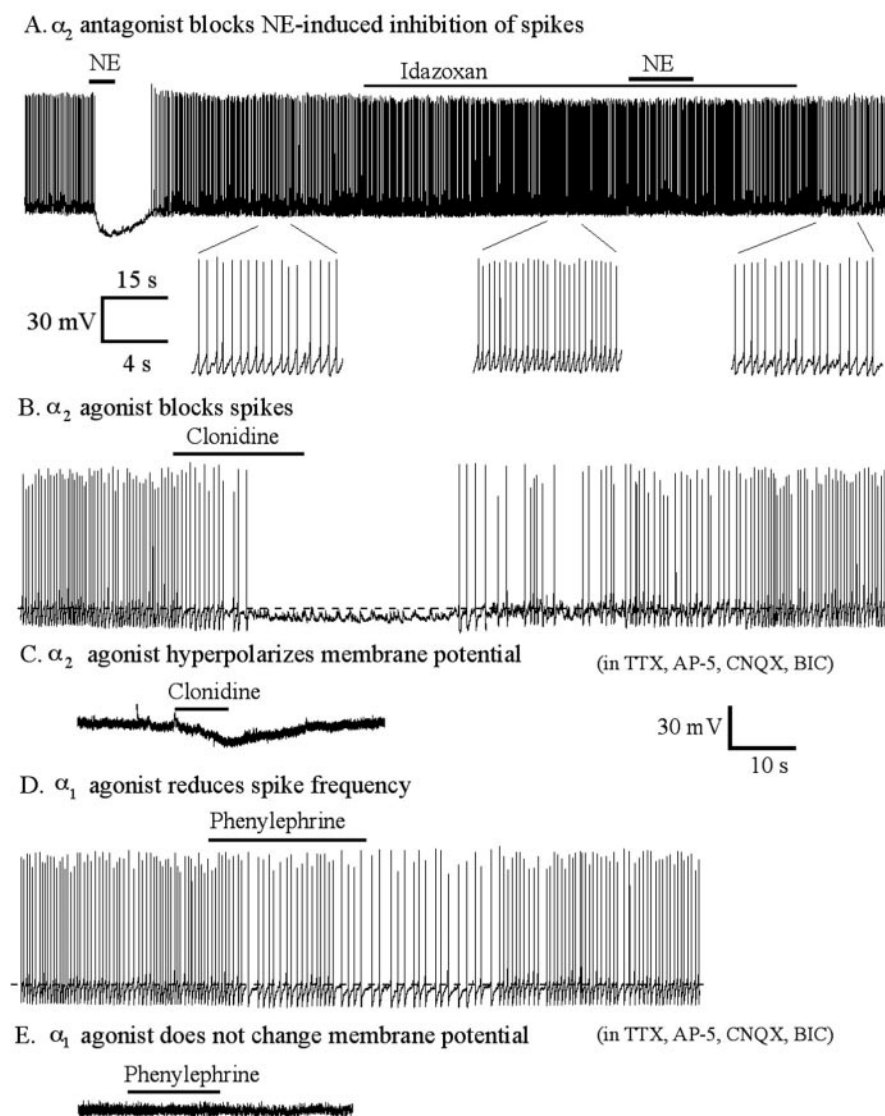 A. α₂ antagonist blocks NE-induced inhibition of spikes
NE
Idazoxan
NE
15 s
30 mV
4 s
B. α₂ agonist blocks spikes
Clonidine
C. α₂ agonist hyperpolarizes membrane potential (in TTX, AP-5, CNQX, BIC)
Clonidine
30 mV
10 s
D. α₁ agonist reduces spike frequency
Phenylephrine
E. α₁ agonist does not change membrane potential (in TTX, AP-5, CNQX, BIC)
Phenylephrine